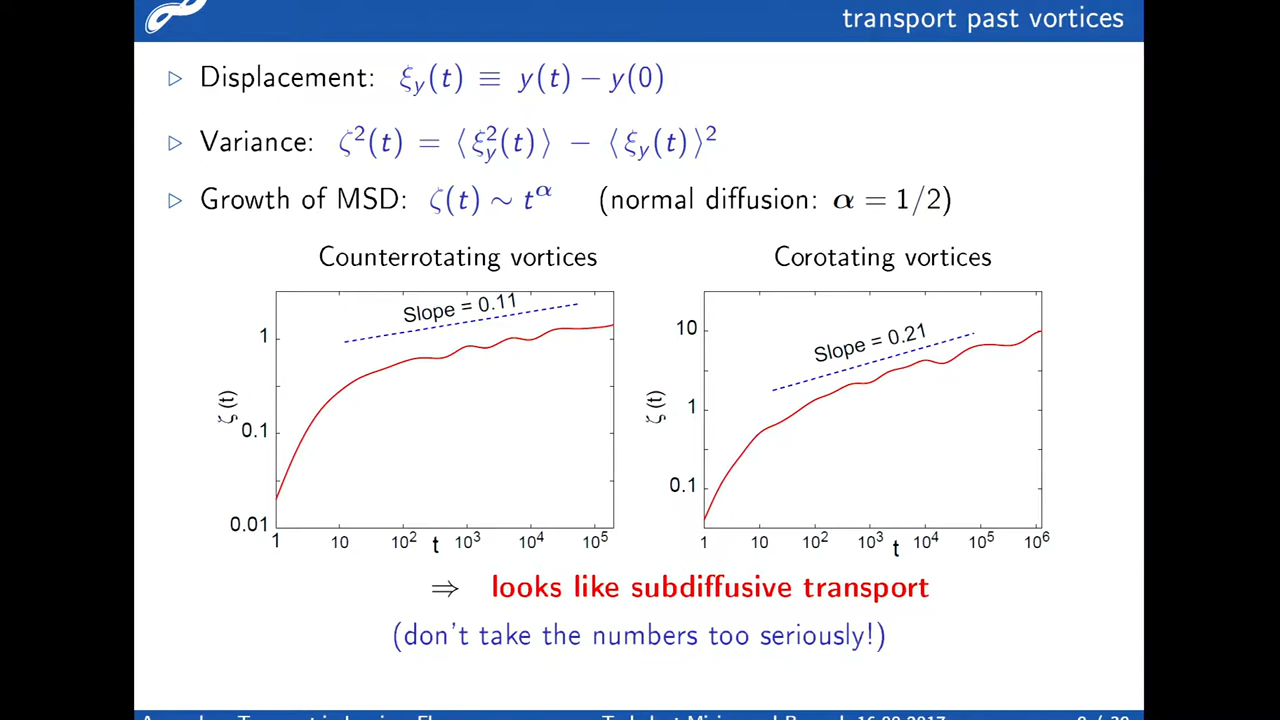 transport past vortices
▷ Displacement: ξ_y(t) ≡ y(t) − y(0)
▷ Variance: ζ²(t) = ⟨ξ_y²(t)⟩ − ⟨ξ_y(t)⟩²
▷ Growth of MSD: ζ(t) ∼ t^α (normal diffusion: α = 1/2)
Counterrotating vortices
Slope = 0.11
1
0.1
0.01
ζ (t)
1 10 10² t 10³ 10⁴ 10⁵
Corotating vortices
Slope = 0.21
10
1
0.1
ζ (t)
1 10 10² 10³ t 10⁴ 10⁵ 10⁶
⇒ looks like subdiffusive transport
(don't take the numbers too seriously!)